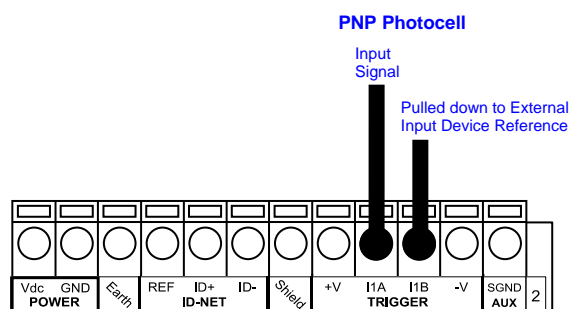 PNP Photocell
Input
Signal
Pulled down to External
Input Device Reference
Vdc GND Earth REF ID+ ID- Shield +V I1A I1B -V SGND
POWER ID-NET TRIGGER AUX 2